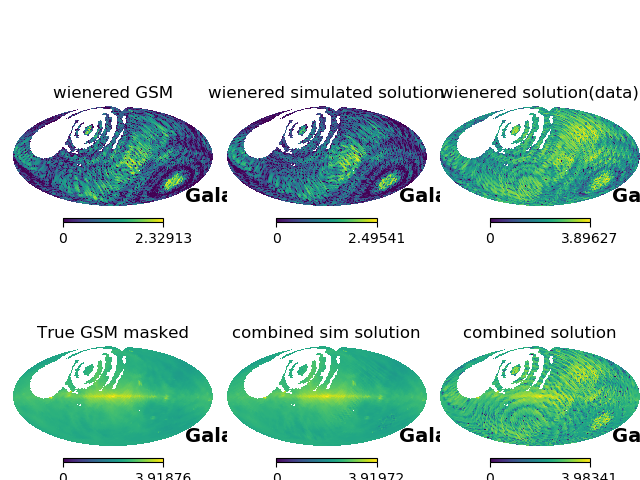 wienered GSM
wienered simulated solution
wienered solution(data)
Gala
Gala
Ga
0 2.32913
0 2.49541
0 3.89627
True GSM masked
combined sim solution
combined solution
Gala
Gala
Ga
0 3.91876
0 3.91972
0 3.98341